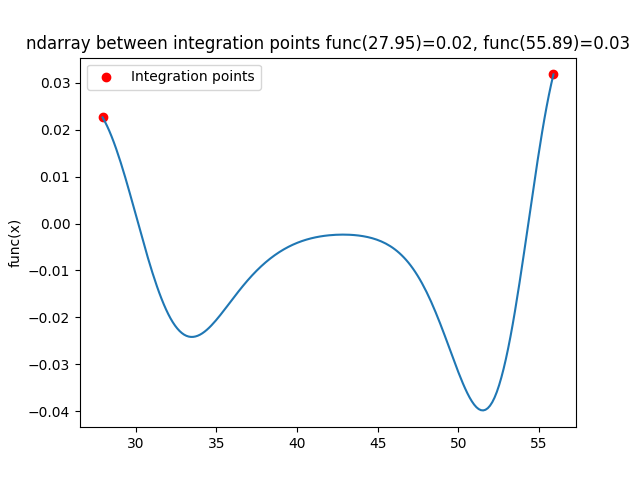 ndarray between integration points func(27.95)=0.02, func(55.89)=0.03
Integration points
func(x)
0.03
0.02
0.01
0.00
−0.01
−0.02
−0.03
−0.04
30 35 40 45 50 55